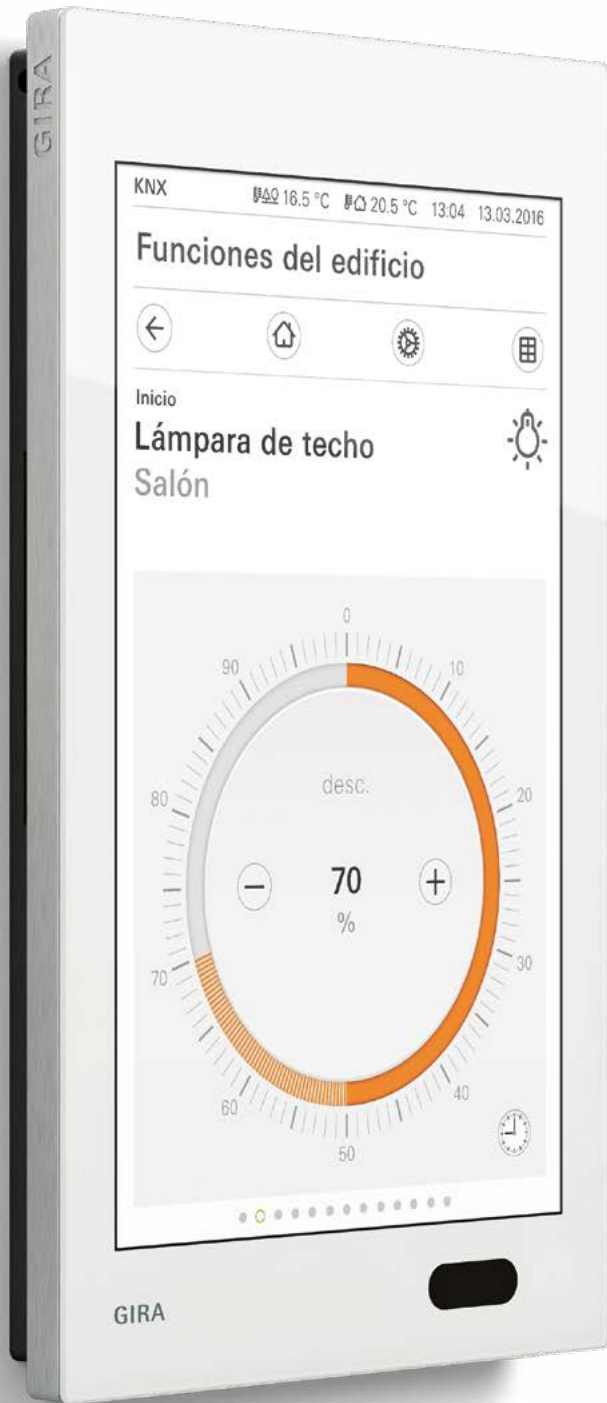 GIRA
KNX 16.5 °C 20.5 °C 13:04 13.03.2016
Funciones del edificio
Inicio
Lámpara de techo
Salón
0
90 10
desc.
80 20
70
%
70 30
60 40
50
GIRA